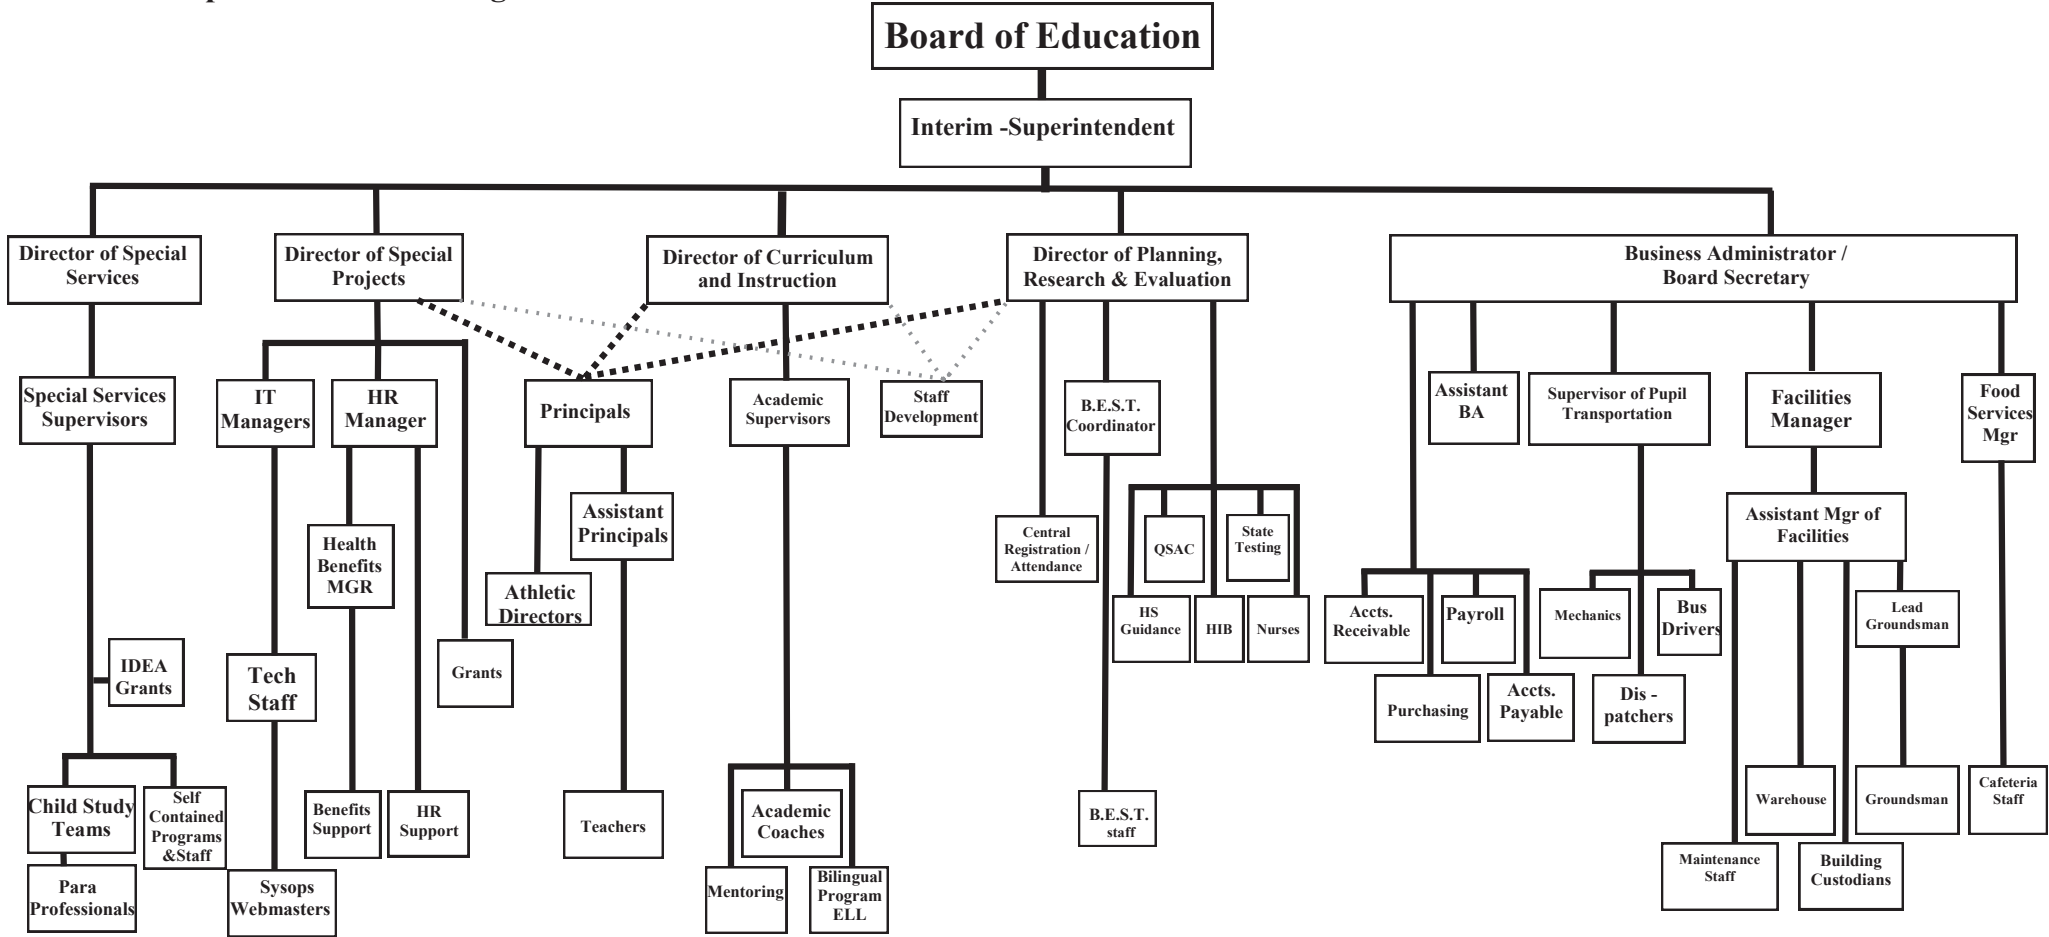 Board of Education
Interim -Superintendent
Director of Special
Services
Director of Special
Projects
Director of Curriculum
and Instruction
Director of Planning,
Research & Evaluation
Business Administrator /
Board Secretary
Special Services
Supervisors
IT
Managers
HR
Manager
Principals
Academic
Supervisors
Staff
Development
B.E.S.T.
Coordinator
Assistant
BA
Supervisor of Pupil
Transportation
Facilities
Manager
Food
Services
Mgr
Health
Benefits
MGR
Assistant
Principals
Athletic
Directors
Central
Registration /
Attendance
QSAC
State
Testing
HS
Guidance
HIB
Nurses
Assistant Mgr of
Facilities
Accts.
Receivable
Payroll
Mechanics
Bus
Drivers
Lead
Groundsman
IDEA
Grants
Tech
Staff
Grants
Purchasing
Accts.
Payable
Dis -
patchers
Child Study
Teams
Self
Contained
Programs
&Staff
Benefits
Support
HR
Support
Teachers
Academic
Coaches
B.E.S.T.
staff
Warehouse
Groundsman
Cafeteria
Staff
Para
Professionals
Sysops
Webmasters
Mentoring
Bilingual
Program
ELL
Maintenance
Staff
Building
Custodians